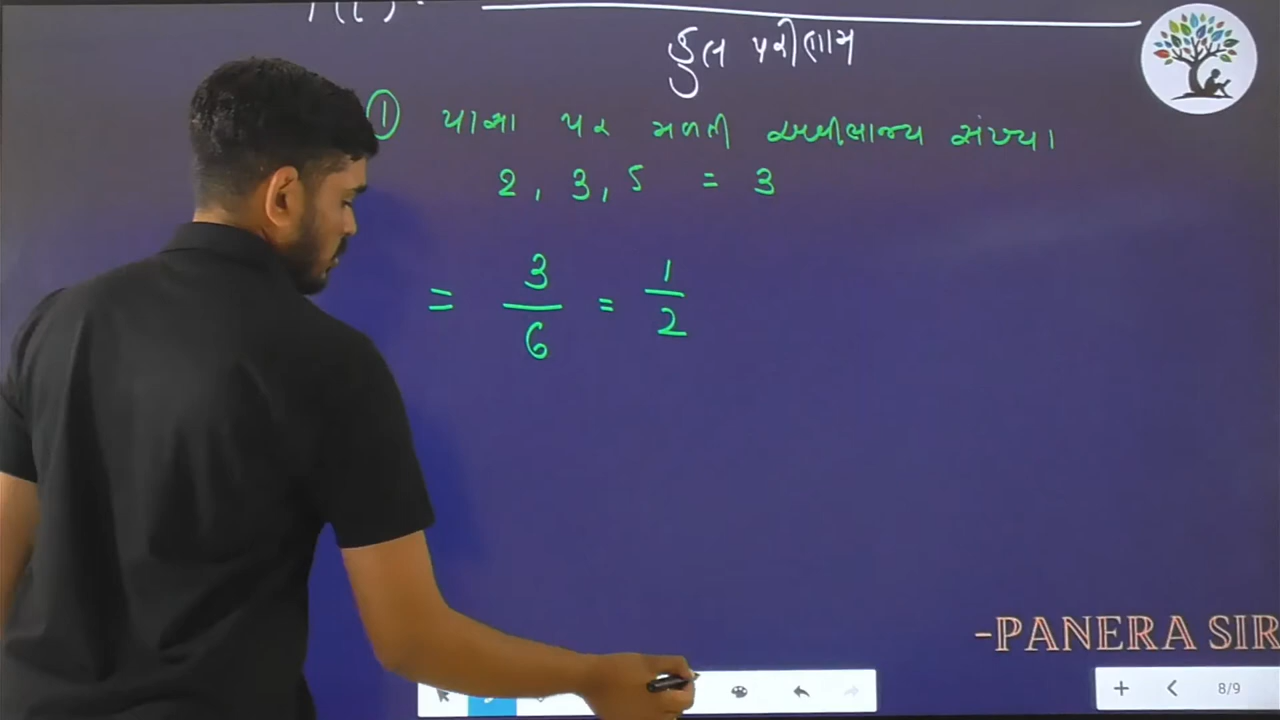 કુલ પરીણામ
① પાસા પર મળતી અવીભાજ્ય સંખ્યા
2, 3, 5 = 3
= 3/6 = 1/2
-PANERA SIR
8/9